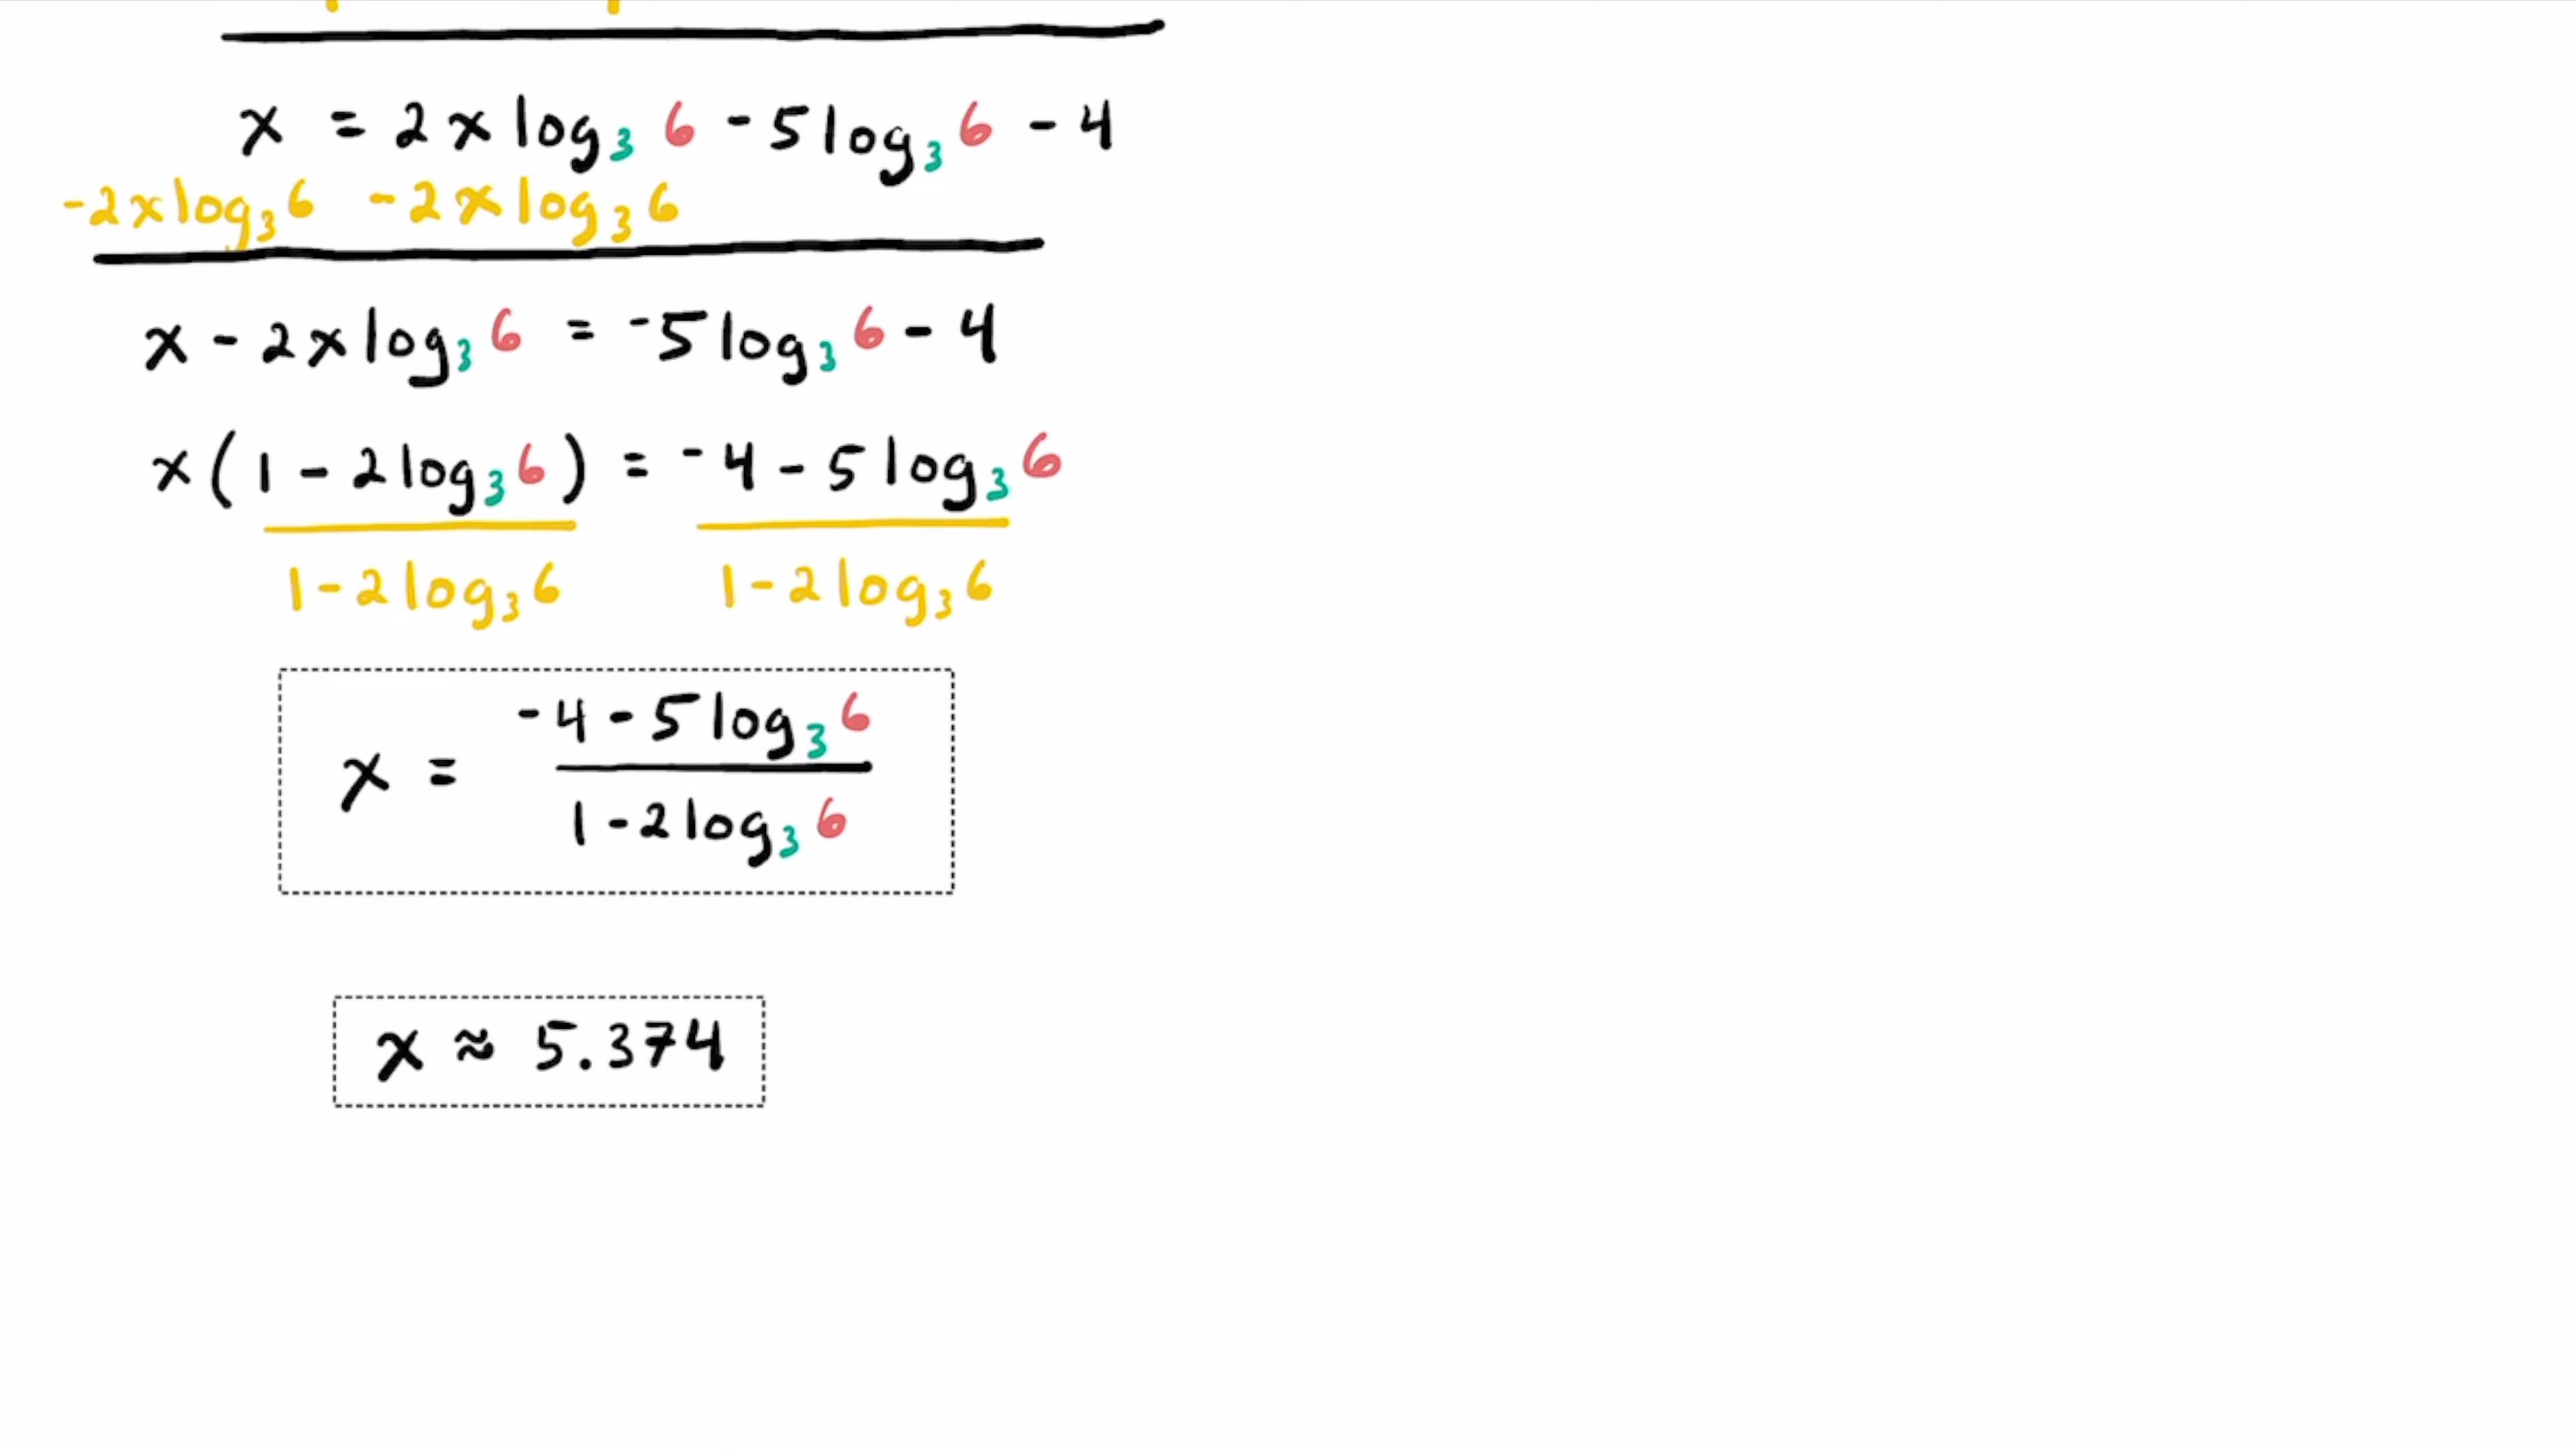 x = 2x log₃ 6 - 5 log₃ 6 - 4
-2x log₃ 6 -2x log₃ 6
x - 2x log₃ 6 = -5 log₃ 6 - 4
x(1 - 2 log₃ 6) = -4 - 5 log₃ 6
1 - 2 log₃ 6 1 - 2 log₃ 6
-4 - 5 log₃ 6
x =
1 - 2 log₃ 6
x ≈ 5.374